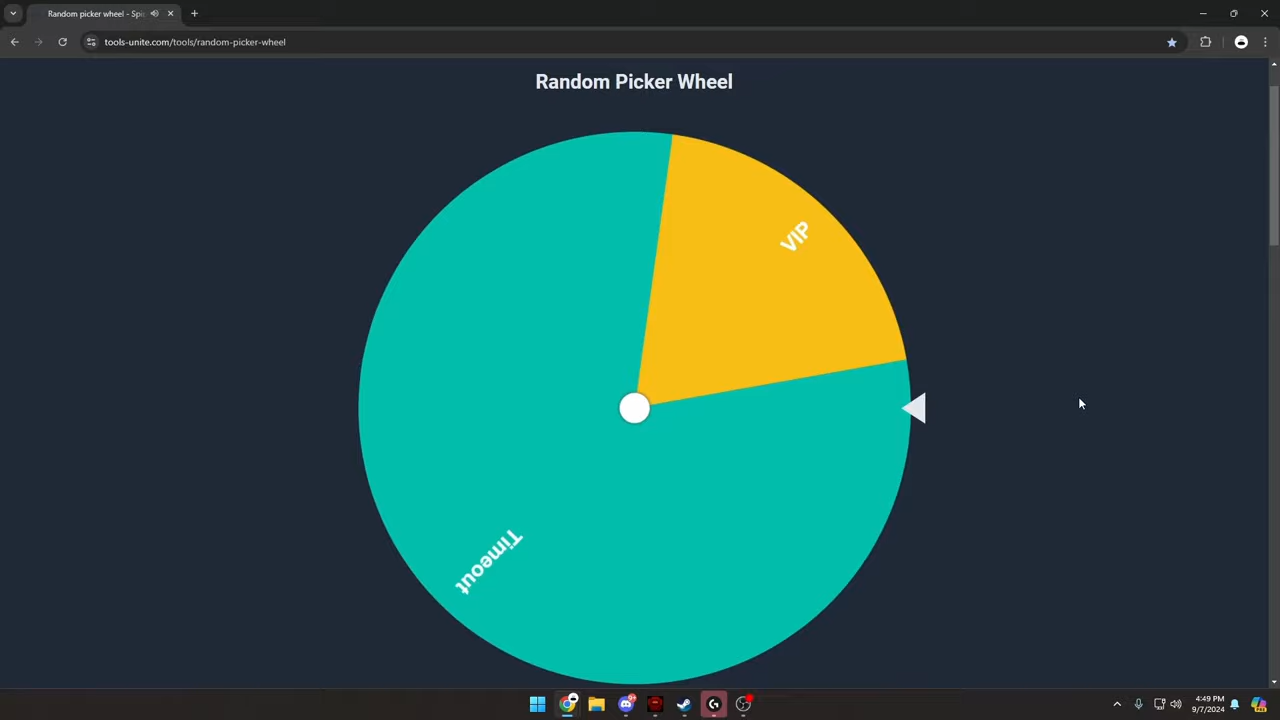 Random picker wheel - Spi
tools-unite.com/tools/random-picker-wheel
Random Picker Wheel
VIP
Timeout
4:49 PM
9/7/2024